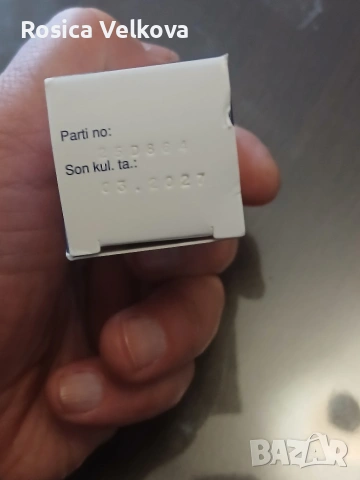 Rosica Velkova
Parti no:
Son kul. ta.:
03.2027
BAZAR